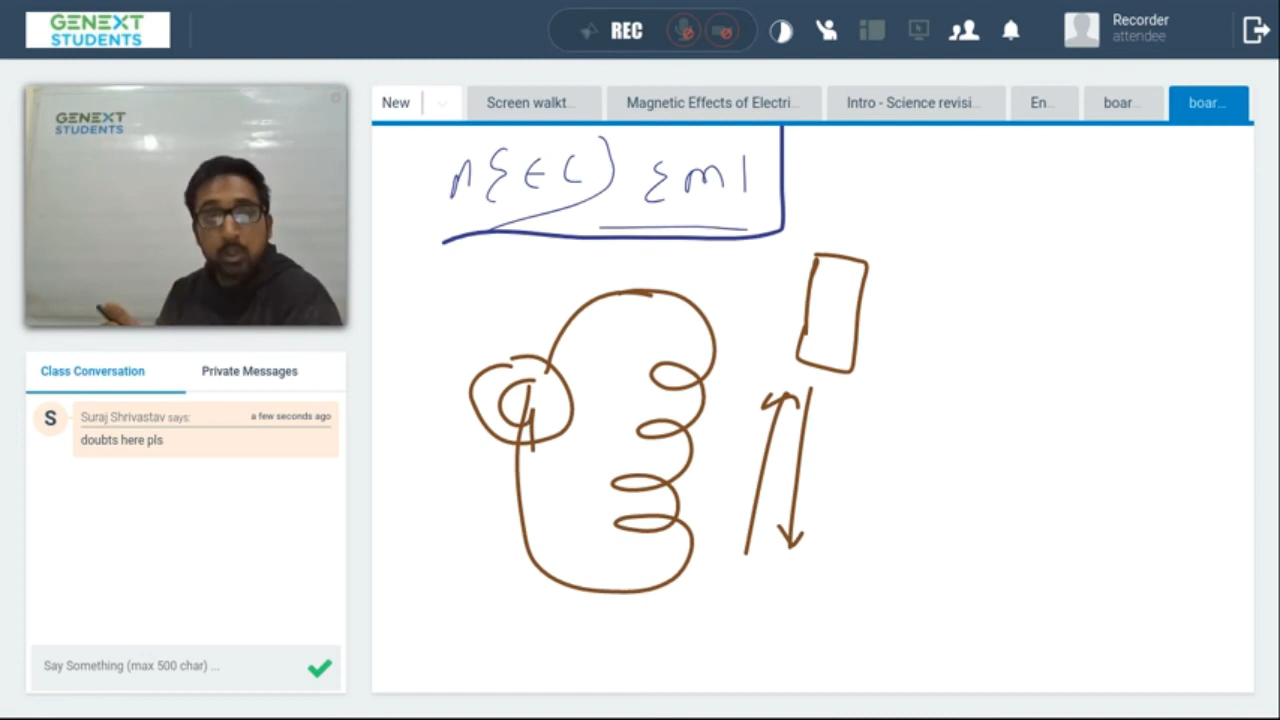 GENEXT
STUDENTS
REC
Recorder
attendee
GENEXT
STUDENTS
New
Screen walkt...
Magnetic Effects of Electri...
Intro - Science revisi...
En...
boar...
boar...
EMI
Class Conversation
Private Messages
S
Suraj Shrivastav says:
a few seconds ago
doubts here pls
Say Something (max 500 char) ...